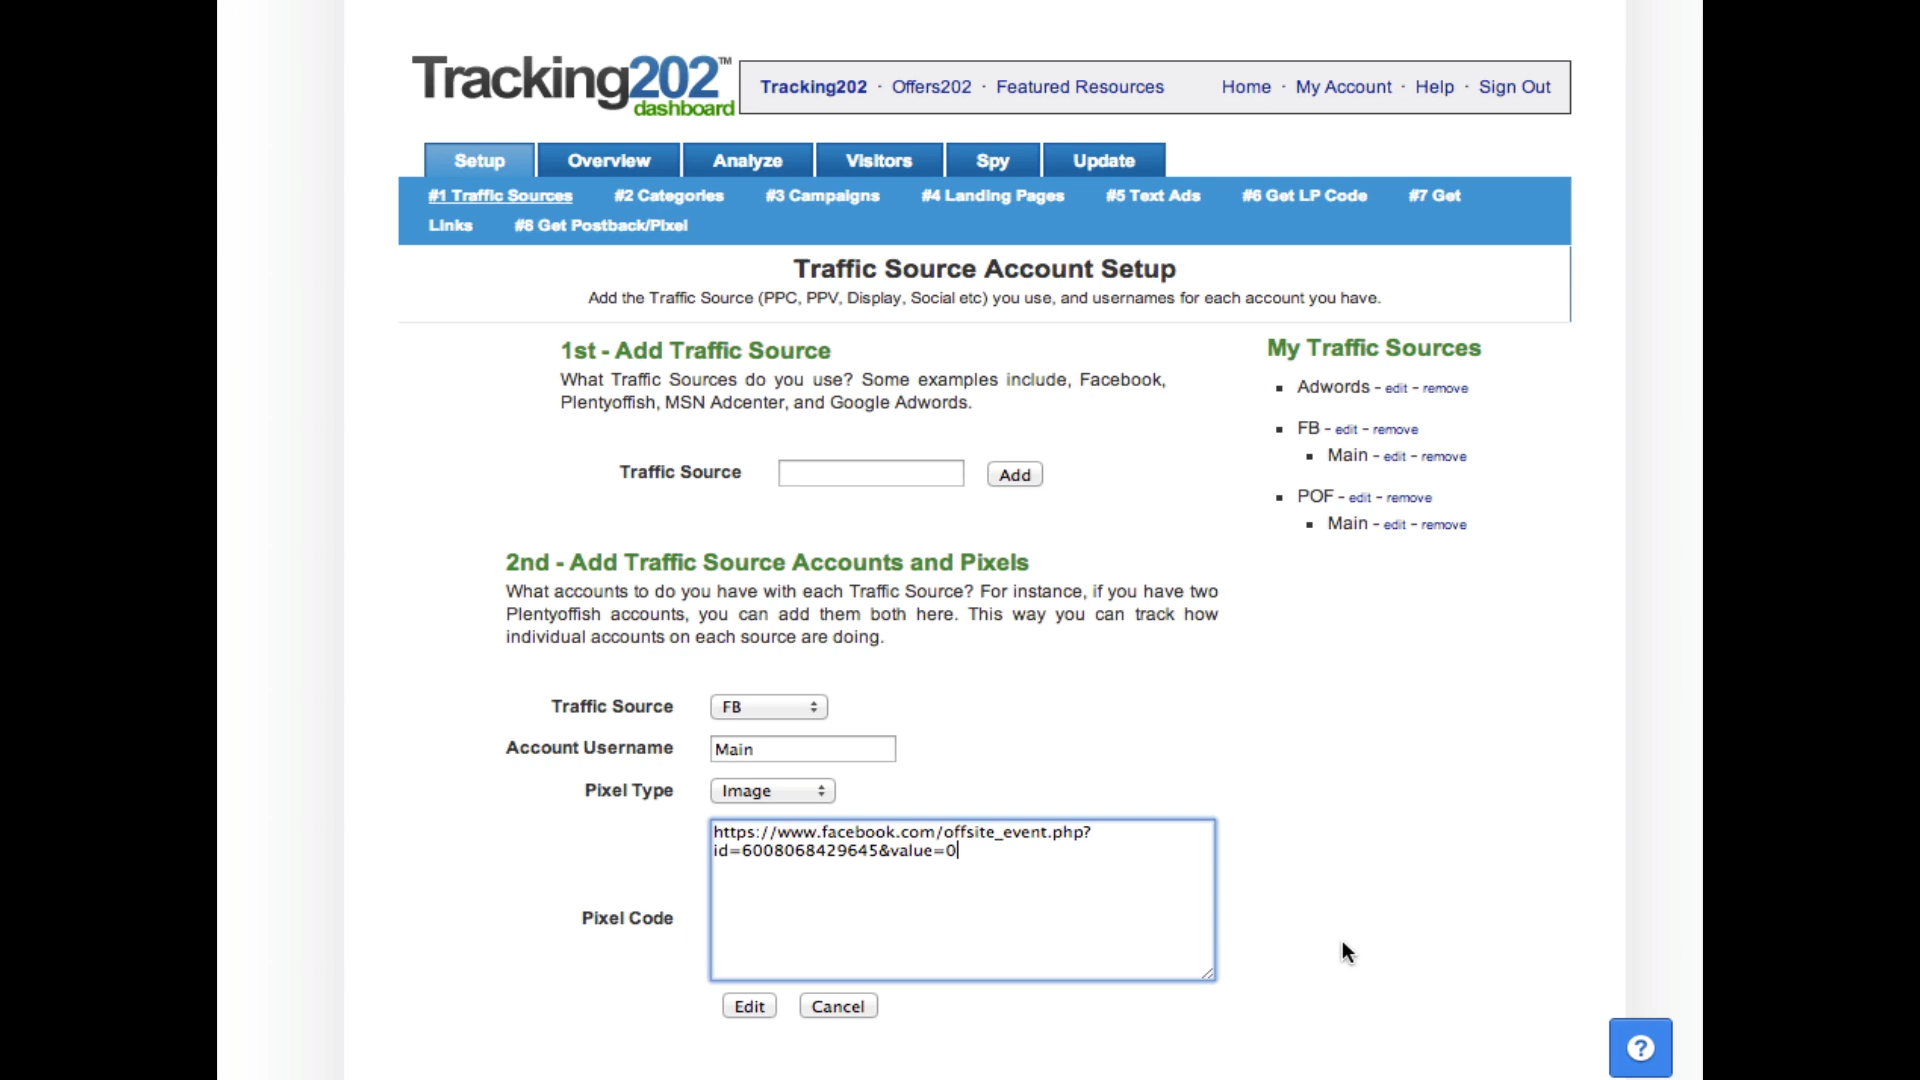 Tracking202™
dashboard
Tracking202 · Offers202 · Featured Resources
Home · My Account · Help · Sign Out
Setup
Overview
Analyze
Visitors
Spy
Update
#1 Traffic Sources #2 Categories #3 Campaigns #4 Landing Pages #5 Text Ads #6 Get LP Code #7 Get
Links #8 Get Postback/Pixel
Traffic Source Account Setup
Add the Traffic Source (PPC, PPV, Display, Social etc) you use, and usernames for each account you have.
1st - Add Traffic Source
What Traffic Sources do you use? Some examples include, Facebook,
Plentyoffish, MSN Adcenter, and Google Adwords.
Traffic Source
Add
2nd - Add Traffic Source Accounts and Pixels
What accounts to do you have with each Traffic Source? For instance, if you have two
Plentyoffish accounts, you can add them both here. This way you can track how
individual accounts on each source are doing.
Traffic Source FB
Account Username Main
Pixel Type Image
Pixel Code
https://www.facebook.com/offsite_event.php?
id=6008068429645&value=0
Edit
Cancel
My Traffic Sources
Adwords - edit - remove
FB - edit - remove
Main - edit - remove
POF - edit - remove
Main - edit - remove
?